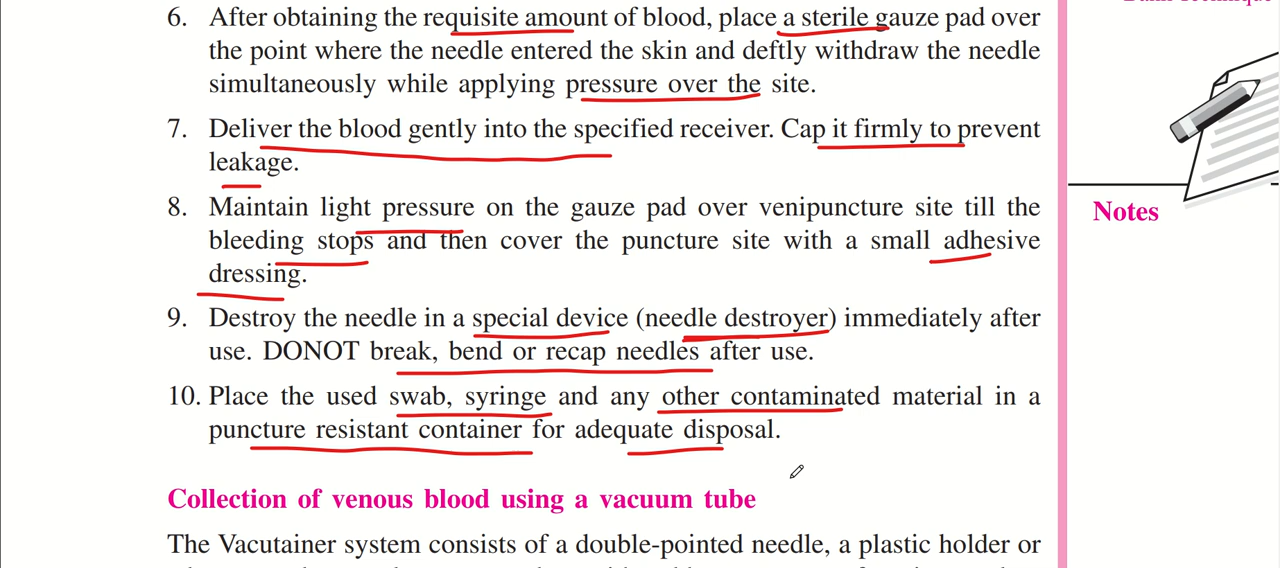 6. After obtaining the requisite amount of blood, place a sterile gauze pad over
the point where the needle entered the skin and deftly withdraw the needle
simultaneously while applying pressure over the site.
7. Deliver the blood gently into the specified receiver. Cap it firmly to prevent
leakage.
8. Maintain light pressure on the gauze pad over venipuncture site till the
bleeding stops and then cover the puncture site with a small adhesive
dressing.
9. Destroy the needle in a special device (needle destroyer) immediately after
use. DONOT break, bend or recap needles after use.
10. Place the used swab, syringe and any other contaminated material in a
puncture resistant container for adequate disposal.
Notes
Collection of venous blood using a vacuum tube
The Vacutainer system consists of a double-pointed needle, a plastic holder or